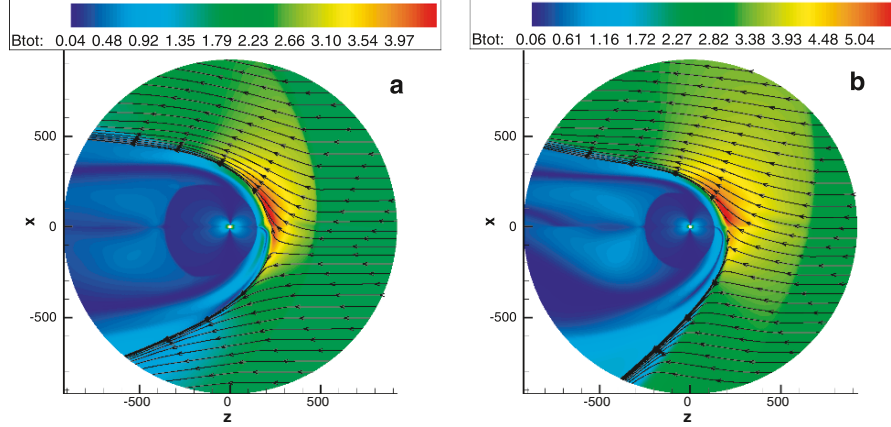 Btot: 0.04 0.48 0.92 1.35 1.79 2.23 2.66 3.10 3.54 3.97
Btot: 0.06 0.61 1.16 1.72 2.27 2.82 3.38 3.93 4.48 5.04
a
b
500
0
-500
x
-500 0 500
z
500
0
-500
x
-500 0 500
z